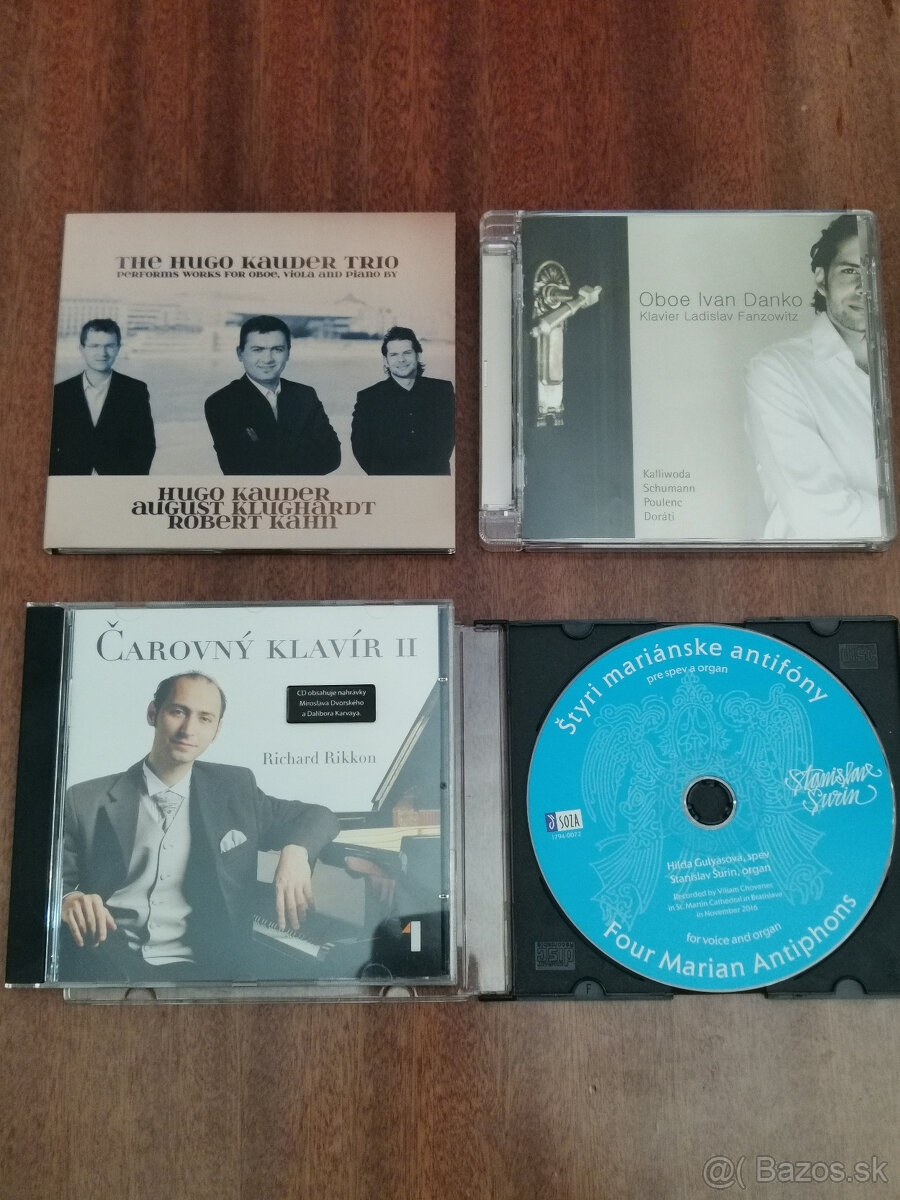 THE HUGO KAUDER TRIO
PERFORMS WORKS FOR OBOE, VIOLA AND PIANO BY
HUGO KAUDER
AUGUST KLUGHARDT
ROBERT KAHN
Oboe Ivan Danko
Klavier Ladislav Fanzowitz
Kalliwoda
Schumann
Poulenc
Doráti
ČAROVNÝ KLAVÍR II
CD obsahuje nahrávky
Miroslava Dvorského
a Dalibora Karvaya.
Richard Rikkon
1
Štyri mariánske antifóny
pre spev a organ
Stanislav
Šurin
SOZA
1794-0072
Hilda Gulyásová, spev
Stanislav Šurin, organ
Recorded by Viliam Chovanec
in St. Martin Cathedral in Bratislava
in November 2016
for voice and organ
Four Marian Antiphons
F
@( Bazos.sk